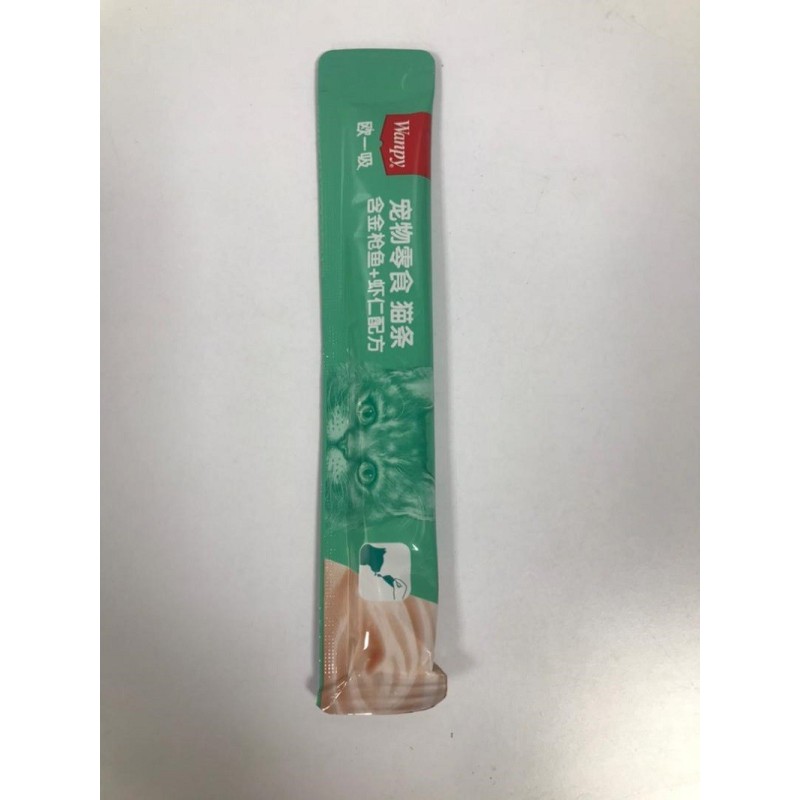 Wanpy®
欧一吸
宠物零食 猫条
含金枪鱼+虾仁配方